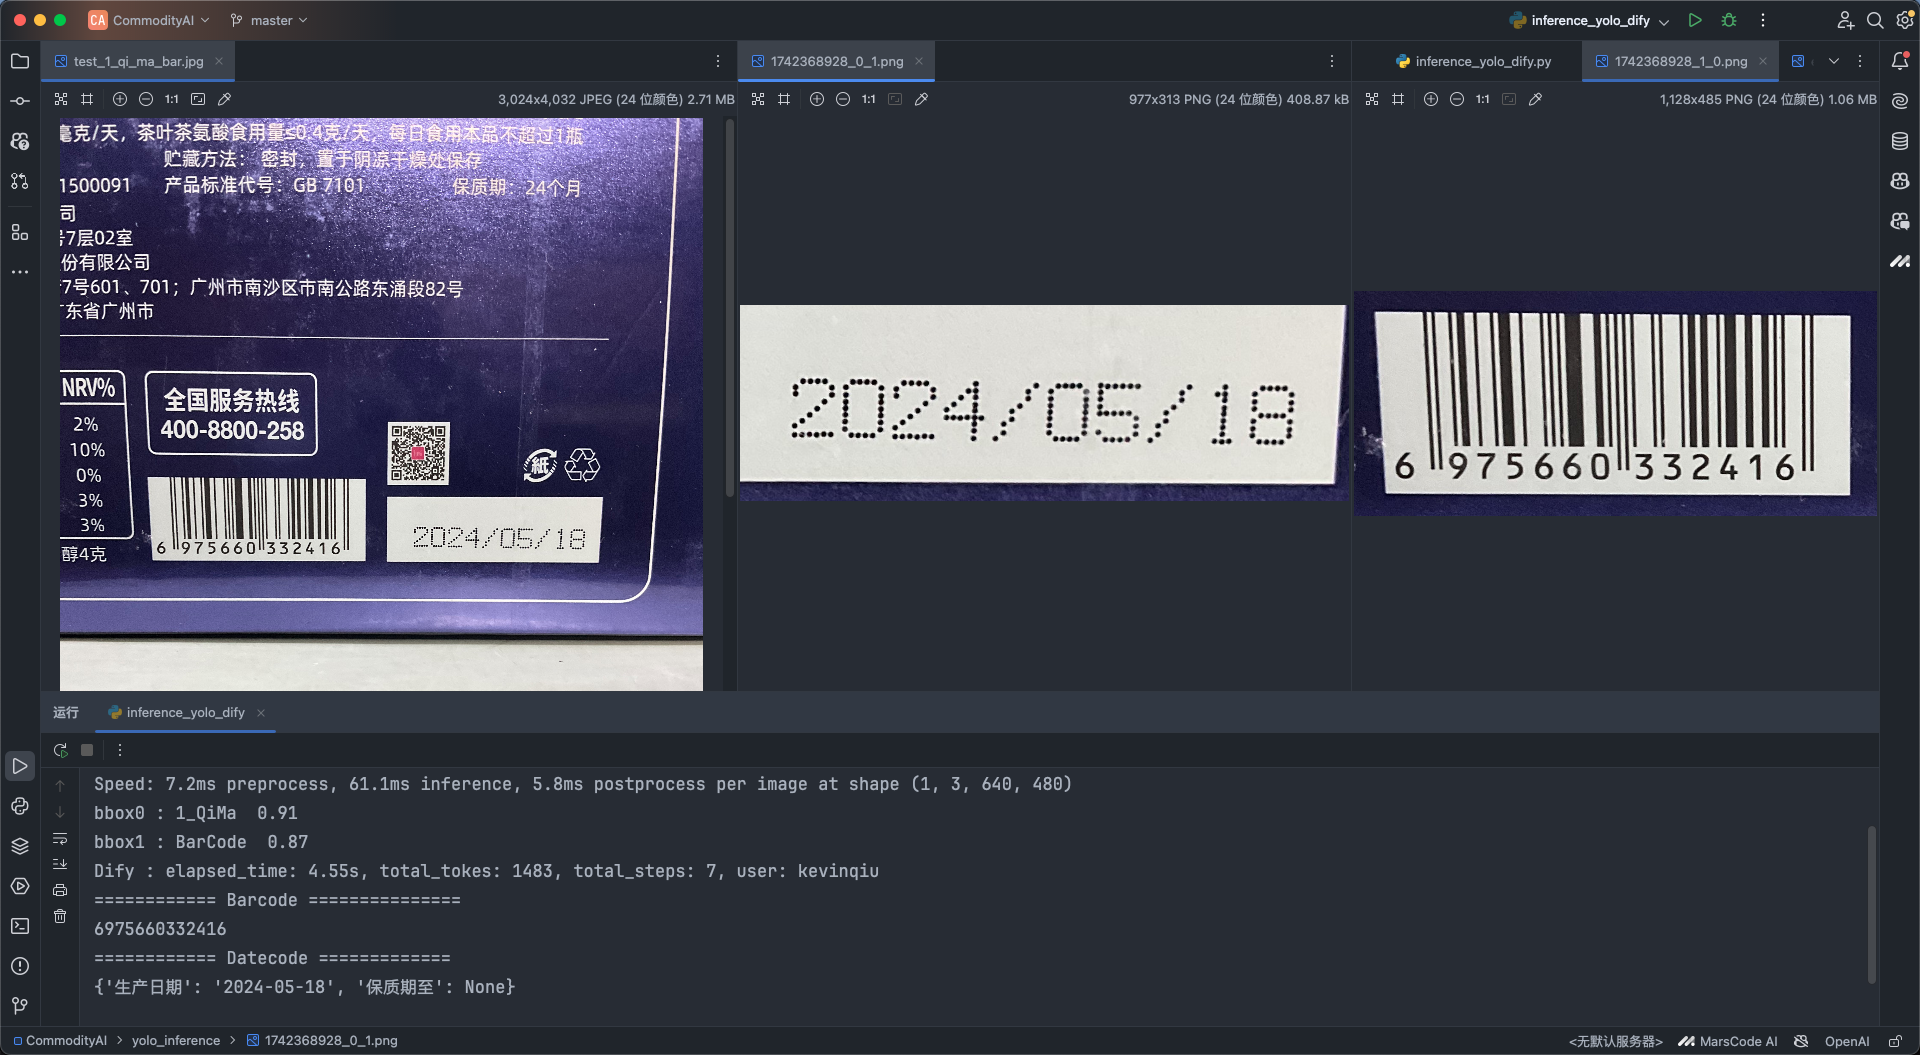 CA CommodityAI
master
inference_yolo_dify
test_1_qi_ma_bar.jpg
1742368928_0_1.png
inference_yolo_dify.py
1742368928_1_0.png
1:1
3,024x4,032 JPEG (24 位颜色) 2.71 MB
1:1
977x313 PNG (24 位颜色) 408.87 kB
1:1
1,128x485 PNG (24 位颜色) 1.06 MB
毫克/天，茶叶茶氨酸食用量≤0.4克/天，每日食用本品不超过1瓶
贮藏方法： 密封，置于阴凉干燥处保存
1500091 产品标准代号：GB 7101 保质期：24个月
司
7层02室
份有限公司
7号601、701；广州市南沙区市南公路东涌段82号
东省广州市
NRV%
2%
10%
0%
3%
3%
醇4克
全国服务热线
400-8800-258
紙
6 975660 332416
2024/05/18
2024/05/18
6 975660 332416
运行
inference_yolo_dify
Speed: 7.2ms preprocess, 61.1ms inference, 5.8ms postprocess per image at shape (1, 3, 640, 480)
bbox0 : 1_QiMa  0.91
bbox1 : BarCode  0.87
Dify : elapsed_time: 4.55s, total_tokes: 1483, total_steps: 7, user: kevinqiu
============ Barcode ===============
6975660332416
============ Datecode =============
{'生产日期': '2024-05-18', '保质期至': None}
CommodityAI > yolo_inference > 1742368928_0_1.png
<无默认服务器>
MarsCode AI
OpenAI